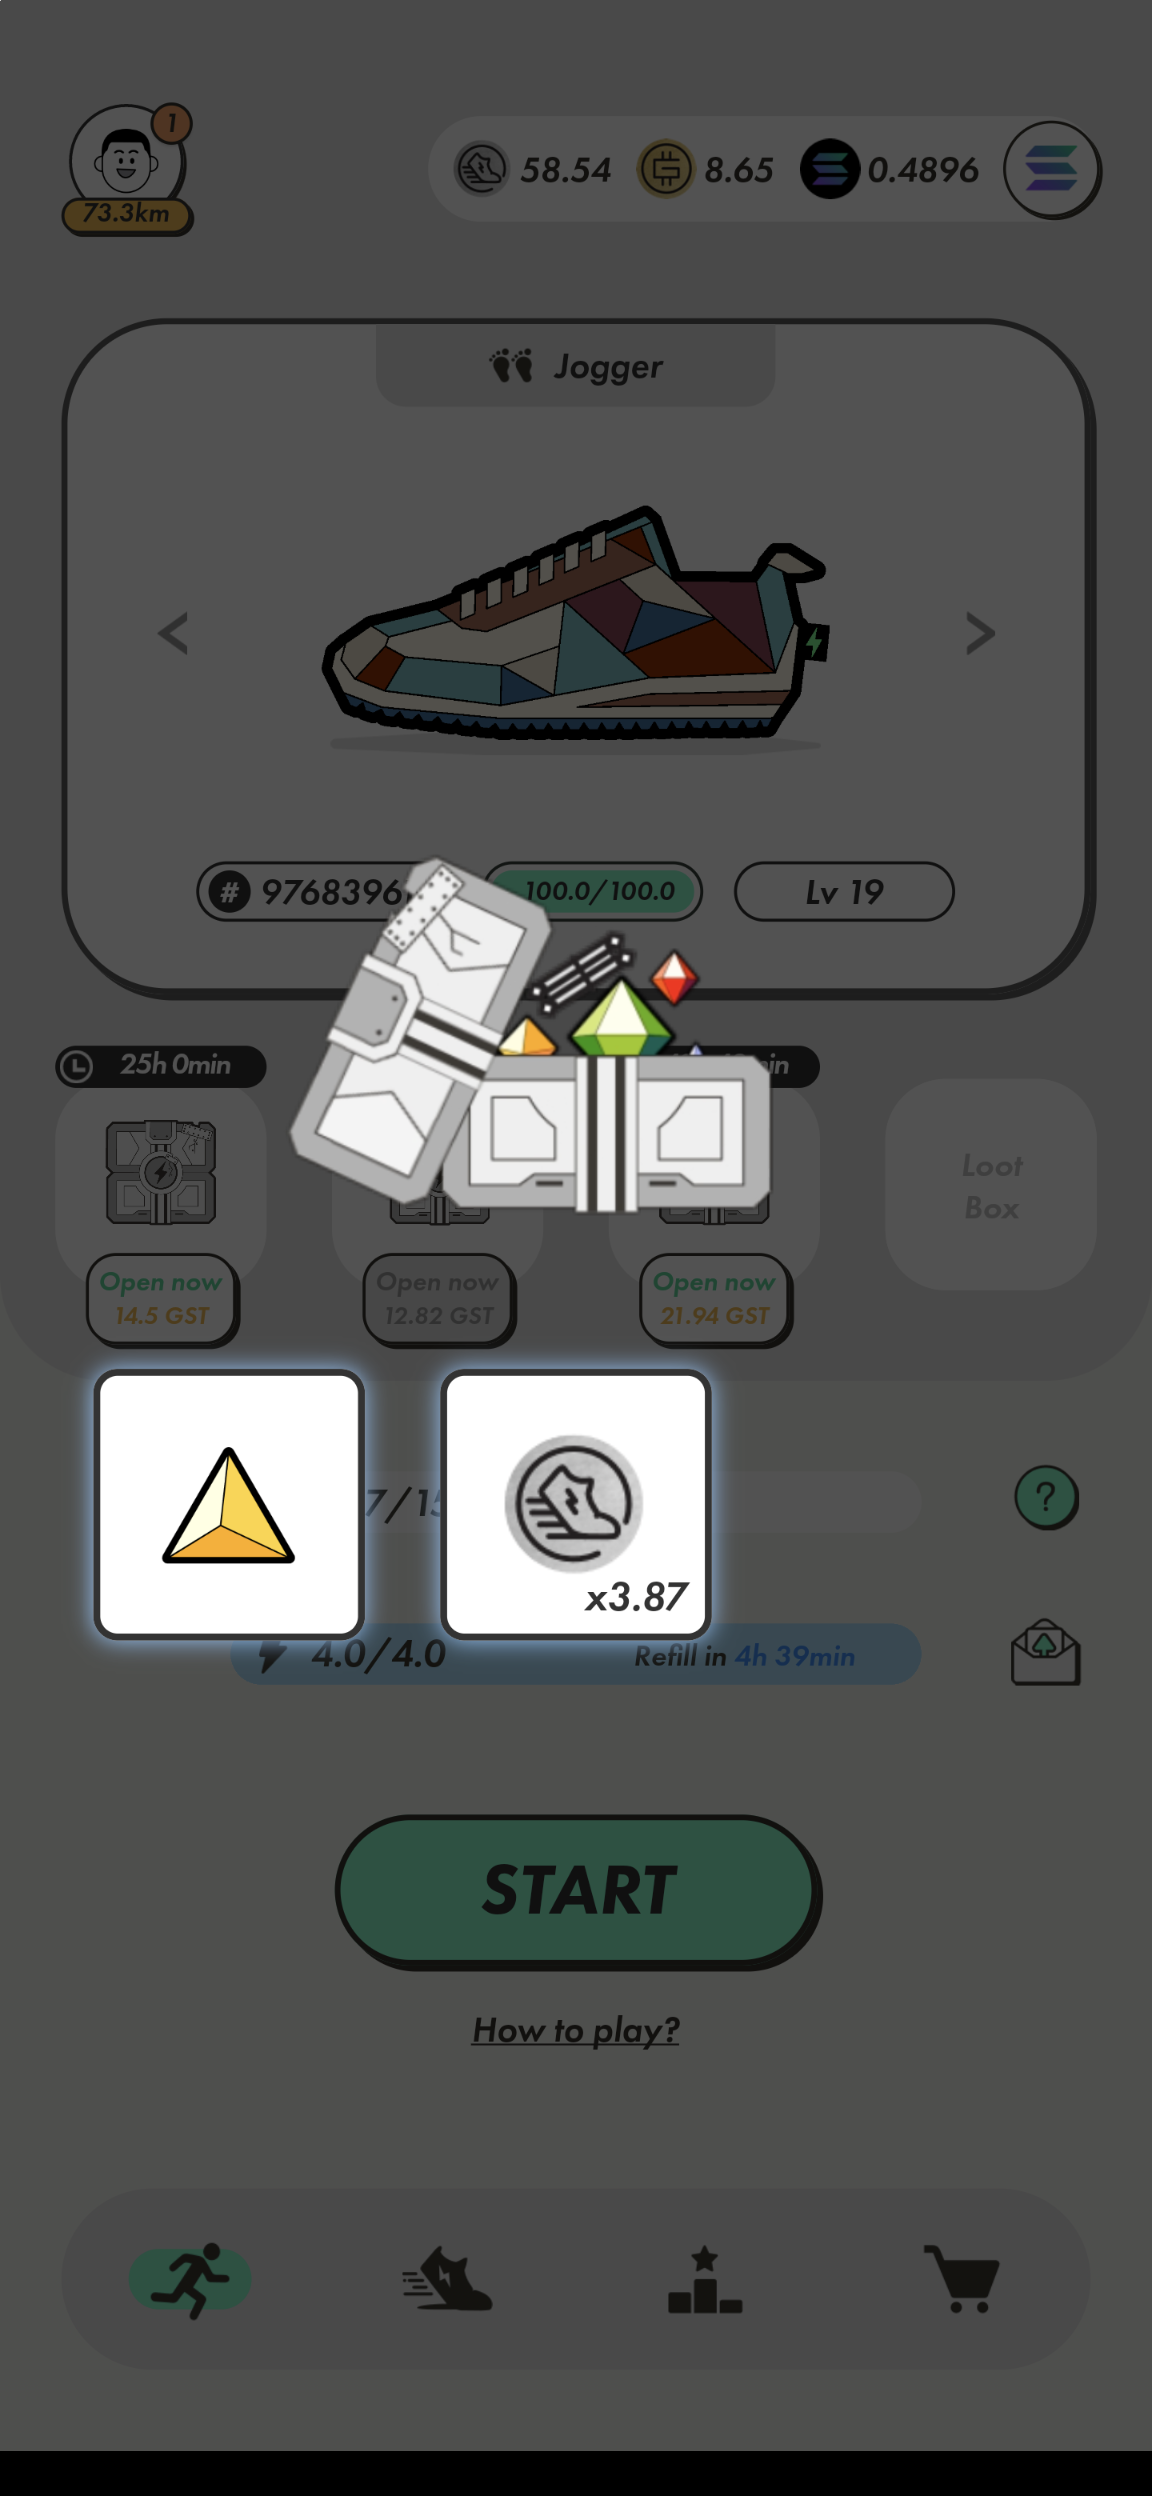 1
73.3km
58.54
8.65
0.4896
Jogger
# 9768396
100.0/100.0
Lv 19
25h 0min
in
Loot
Box
Open now
14.5 GST
Open now
12.82 GST
Open now
21.94 GST
7/15
?
x3.87
4.0/4.0
Refill in 4h 39min
START
How to play?